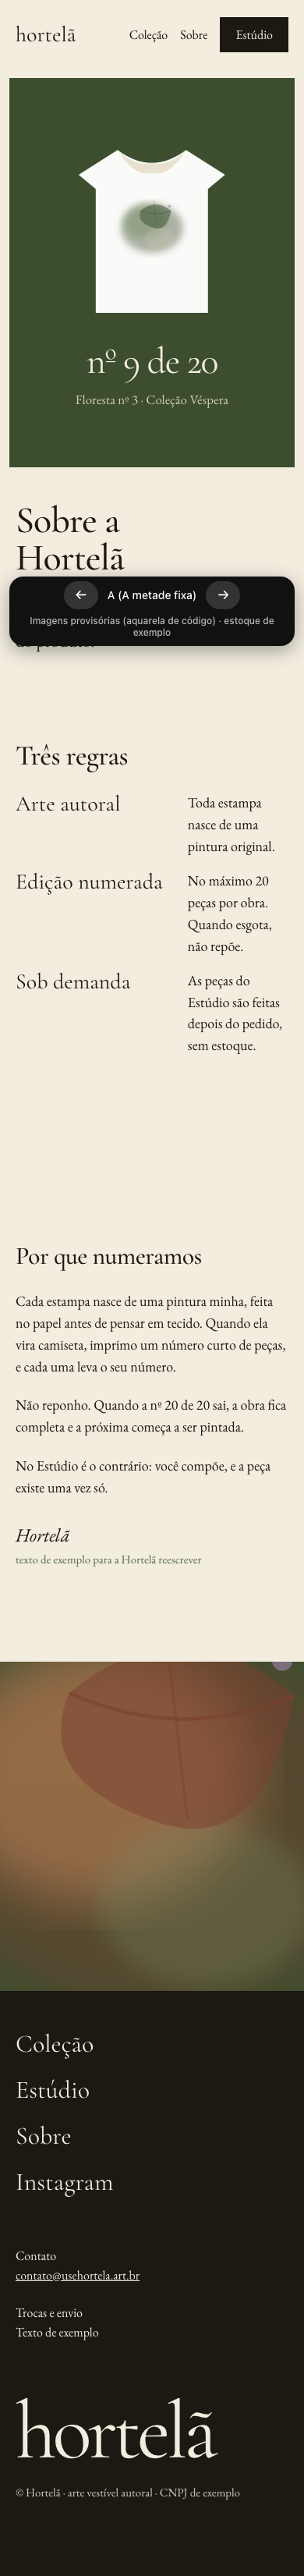 hortelã
Coleção Sobre Estúdio
nº 9 de 20
Floresta nº 3 · Coleção Véspera
Sobre a
Hortelã
← A (A metade fixa) →
Imagens provisórias (aquarela de código) · estoque de
exemplo
Três regras
Arte autoral
Toda estampa
nasce de uma
pintura original.
Edição numerada
No máximo 20
peças por obra.
Quando esgota,
não repõe.
Sob demanda
As peças do
Estúdio são feitas
depois do pedido,
sem estoque.
Por que numeramos
Cada estampa nasce de uma pintura minha, feita
no papel antes de pensar em tecido. Quando ela
vira camiseta, imprimo um número curto de peças,
e cada uma leva o seu número.
Não reponho. Quando a nº 20 de 20 sai, a obra fica
completa e a próxima começa a ser pintada.
No Estúdio é o contrário: você compõe, e a peça
existe uma vez só.
Hortelã
texto de exemplo para a Hortelã reescrever
Coleção
Estúdio
Sobre
Instagram
Contato
contato@usehortela.art.br
Trocas e envio
Texto de exemplo
hortelã
© Hortelã · arte vestível autoral · CNPJ de exemplo